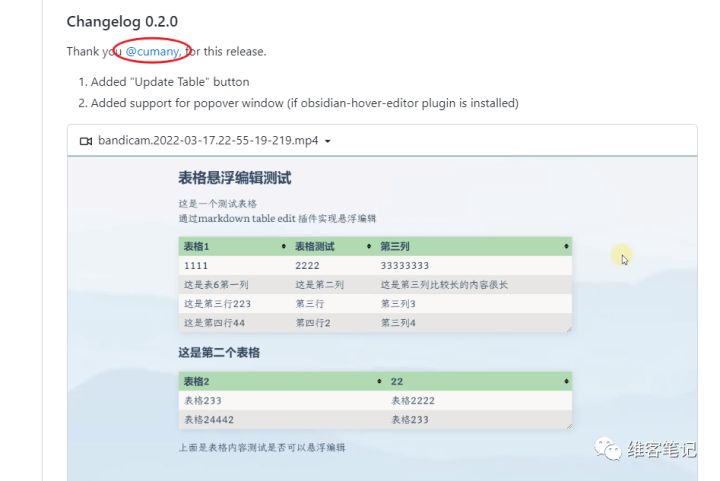 Changelog 0.2.0
Thank you @cumany, for this release.
1. Added "Update Table" button
2. Added support for popover window (if obsidian-hover-editor plugin is installed)
bandicam.2022-03-17.22-55-19-219.mp4
表格悬浮编辑测试
这是一个测试表格
通过markdown table edit 插件实现悬浮编辑
表格1 表格测试 第三列
1111 2222 33333333
这是表6第一列 这是第二列 这是第三列比较长的内容很长
这是第三行223 第三行 第三列3
这是第四行44 第四行2 第三列4
这是第二个表格
表格2 22
表格233 表格2222
表格24442 表格233
上面是表格内容测试是否可以悬浮编辑
维客笔记